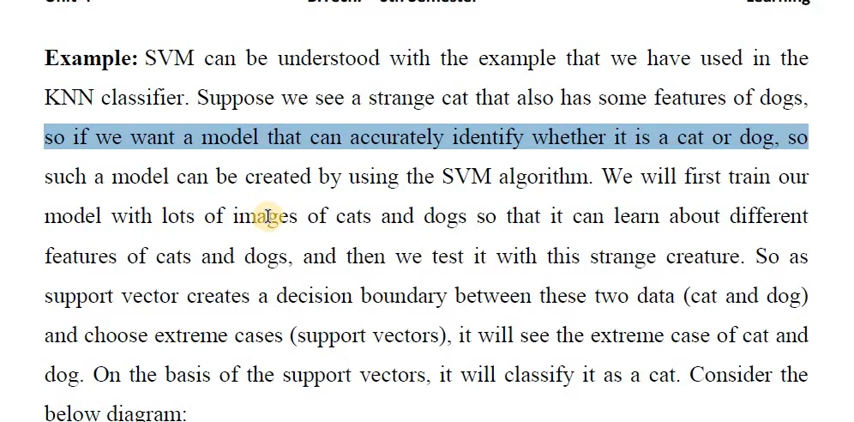 Example: SVM can be understood with the example that we have used in the
KNN classifier. Suppose we see a strange cat that also has some features of dogs,
so if we want a model that can accurately identify whether it is a cat or dog, so
such a model can be created by using the SVM algorithm. We will first train our
model with lots of images of cats and dogs so that it can learn about different
features of cats and dogs, and then we test it with this strange creature. So as
support vector creates a decision boundary between these two data (cat and dog)
and choose extreme cases (support vectors), it will see the extreme case of cat and
dog. On the basis of the support vectors, it will classify it as a cat. Consider the
below diagram: